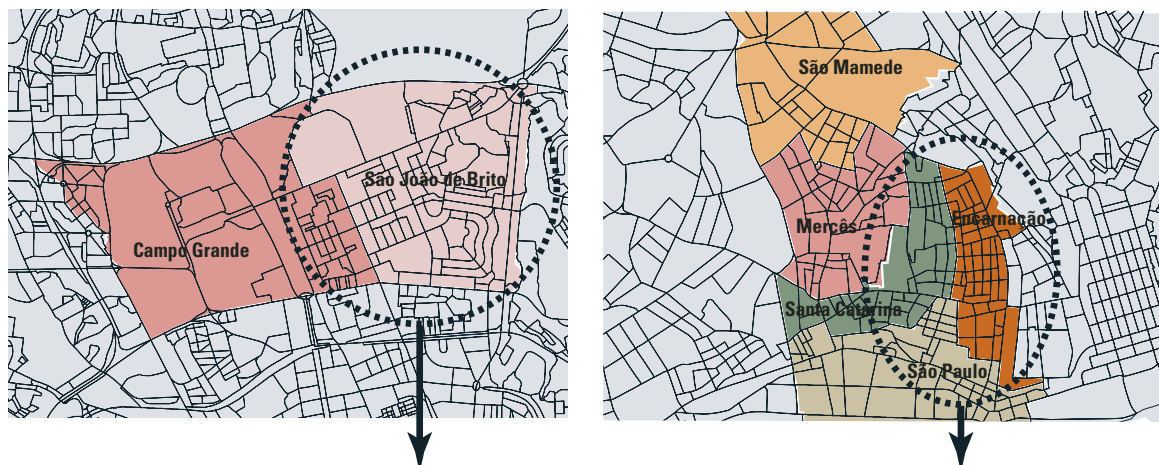 São João de Brito
Campo Grande
São Mamede
Mercês
Encarnação
Santa Catarina
São Paulo